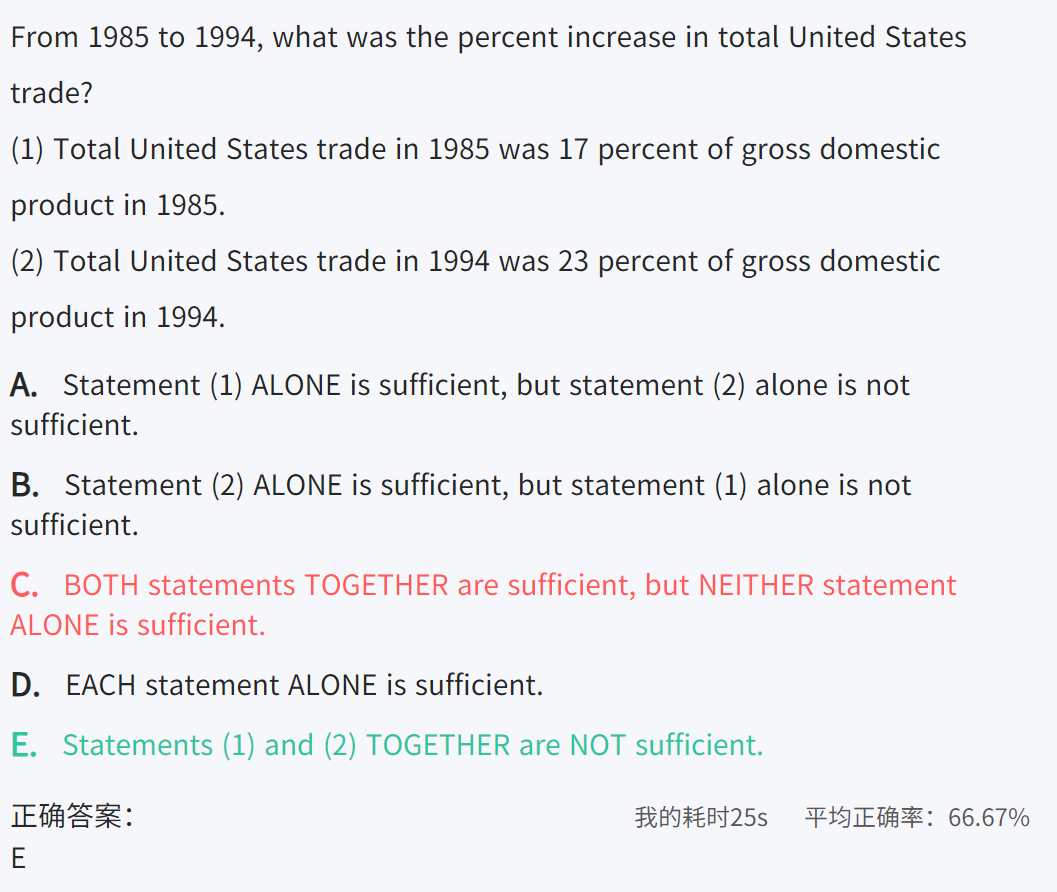 From 1985 to 1994, what was the percent increase in total United States
trade?
(1) Total United States trade in 1985 was 17 percent of gross domestic
product in 1985.
(2) Total United States trade in 1994 was 23 percent of gross domestic
product in 1994.
A. Statement (1) ALONE is sufficient, but statement (2) alone is not
sufficient.
B. Statement (2) ALONE is sufficient, but statement (1) alone is not
sufficient.
C. BOTH statements TOGETHER are sufficient, but NEITHER statement
ALONE is sufficient.
D. EACH statement ALONE is sufficient.
E. Statements (1) and (2) TOGETHER are NOT sufficient.
正确答案: 我的耗时25s 平均正确率：66.67%
E